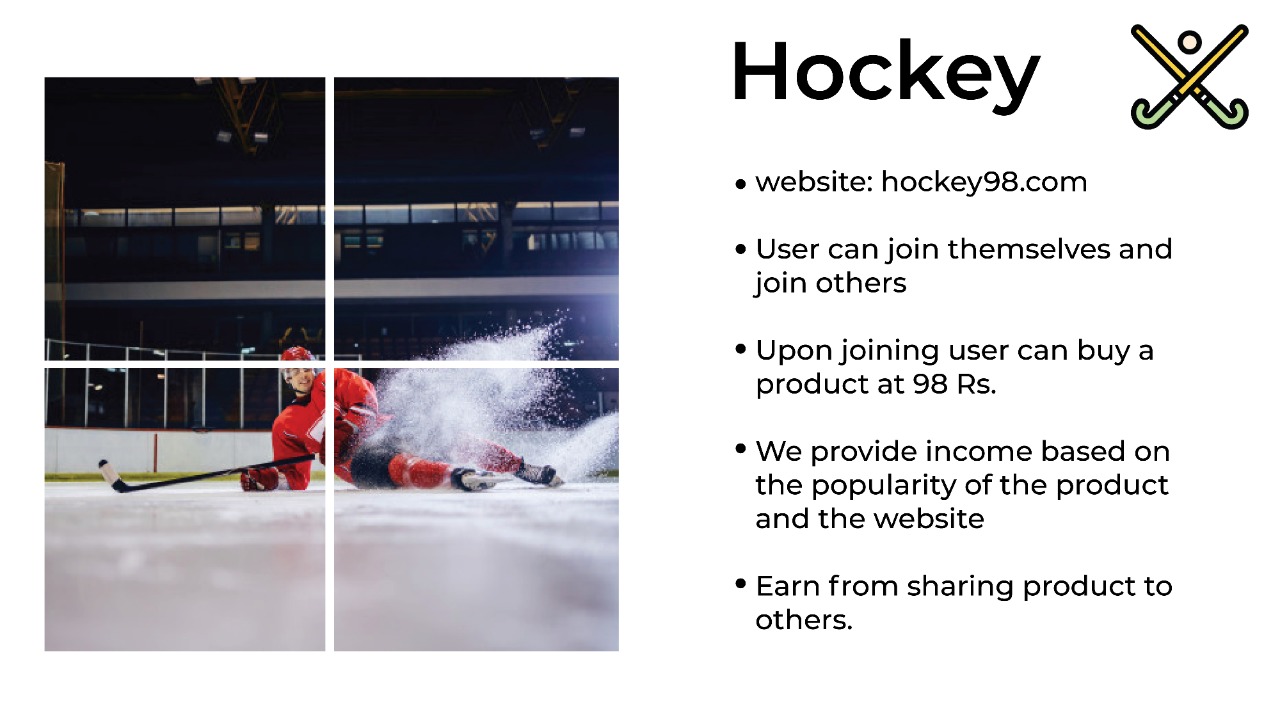 Hockey
• website: hockey98.com
• User can join themselves and
join others
• Upon joining user can buy a
product at 98 Rs.
• We provide income based on
the popularity of the product
and the website
• Earn from sharing product to
others.